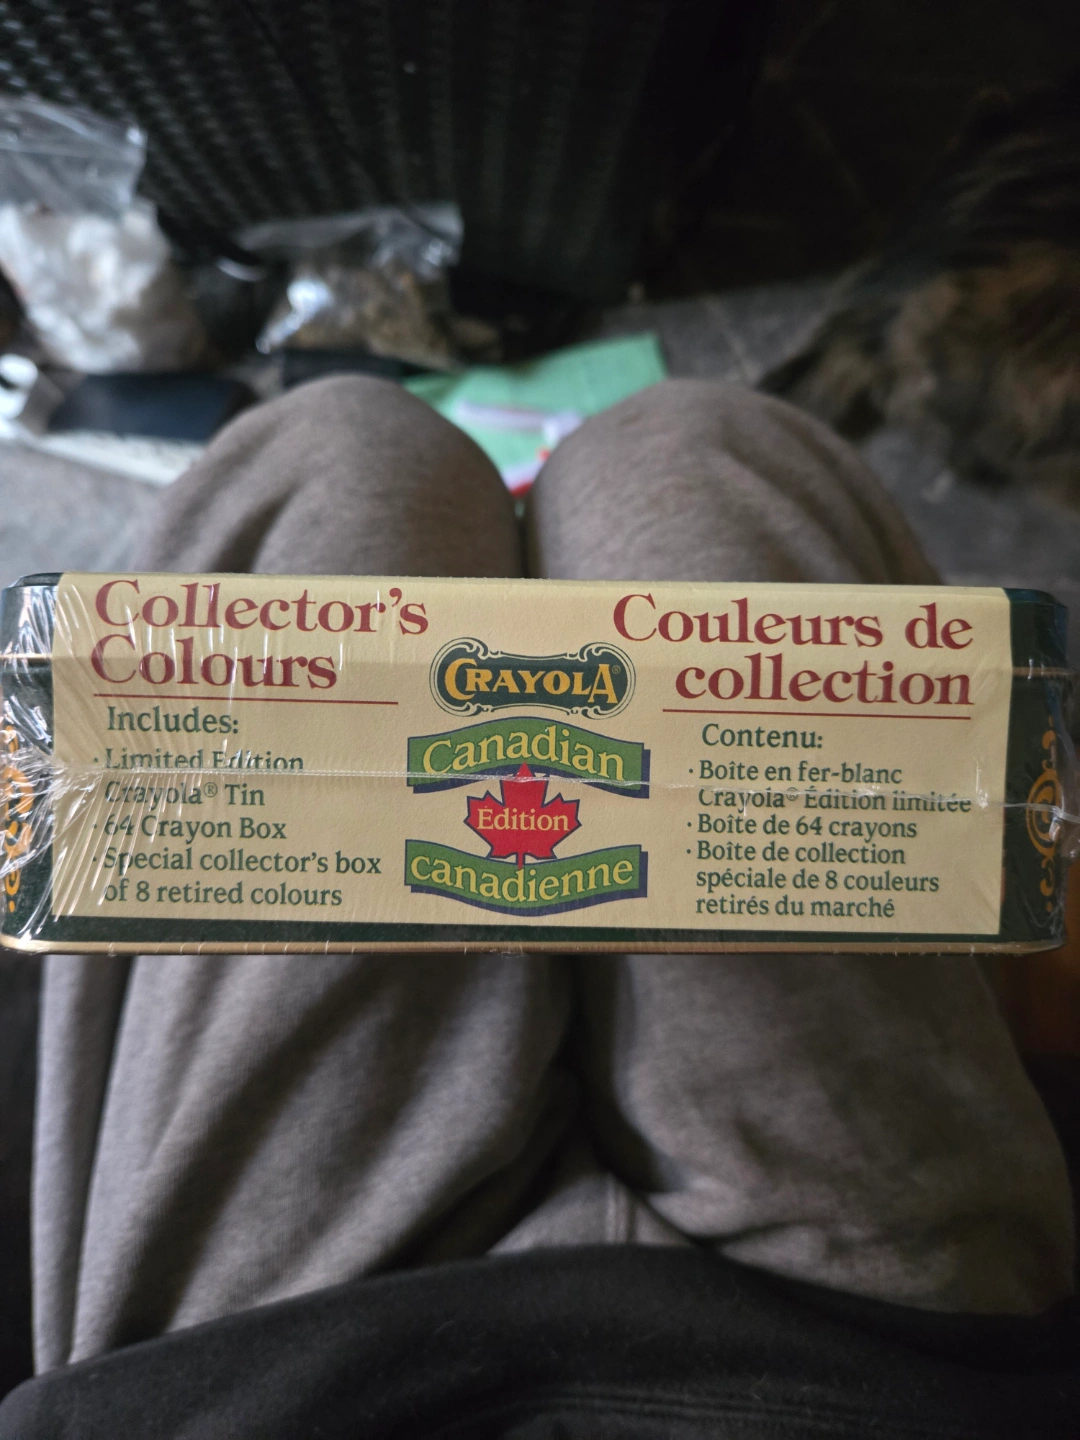 Collector's
Colours
Includes:
· Limited Edition
Crayola® Tin
· 64 Crayon Box
· Special collector's box
of 8 retired colours
CRAYOLA®
Canadian
Edition
canadienne
Couleurs de
collection
Contenu:
· Boîte en fer-blanc
Crayola® Édition limitée
· Boîte de 64 crayons
· Boîte de collection
spéciale de 8 couleurs
retirés du marché